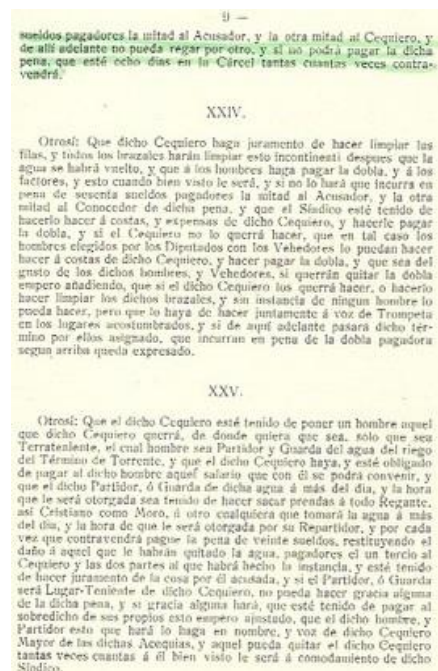 9 —
sueldos pagadores la mitad al Acusador, y la otra mitad al Cequiero, y
de allí adelante no pueda regar por otro, y si no podrá pagar la dicha
pena, que esté ocho dias en la Cárcel tantas cuantas veces contra-
vendrá.
XXIV.
Otrosí: Que dicho Cequiero haga juramento de hacer limpiar las
filas, y todos los brazales harán limpiar esto incontinenti despues que la
agua se habrá vuelto, y que á los hombres haga pagar la dobla, y á los
factores, y esto cuando bien visto le será, y si no lo hará que incurra en
pena de sesenta sueldos pagadores la mitad al Acusador, y la otra
mitad al Conocedor de dicha pena, y que el Síndico esté tenido de
hacerlo hacer á costas, y expensas de dicho Cequiero, y hacerle pagar
la dobla, y si el Cequiero no lo querrá hacer, que en tal caso los
hombres elegidos por los Diputados con los Vehedores lo puedan hacer
hacer á costas de dicho Cequiero, y hacer pagar la dobla, y que sea del
gusto de los dichos hombres, y Vehedores, si querrán quitar la dobla
empero añadiendo, que si el dicho Cequiero los querrá hacer, o hacerlo
hacer limpiar los dichos brazales, y sin instancia de ningun hombre lo
pueda hacer, pero que lo haya de hacer juntamente á voz de Trompeta
en los lugares acostumbrados, y si de aquí adelante pasará dicho tér-
mino por ellos asignado, que incurran en pena de la dobla pagadora
segun arriba queda expresado.
XXV.
Otrosí: Que el dicho Cequiero esté tenido de poner un hombre aquel
que dicho Cequiero querrá, de donde quiera que sea, solo que sea
Terrateniente, el cual hombre sea Partidor y Guarda del agua del riego
del Término de Torrente, y que el dicho Cequiero haya, y esté obligado
de pagar al dicho hombre aquel salario que con él se podrá convenir, y
que el dicho Partidor, ó Guarda de dicha agua á más del dia, y la hora
que le será otorgada sea tenido de hacer sacar prendas á todo Regante,
así Cristiano como Moro, ó otro cualquiera que tomará la agua á más
del dia, y la hora de que le será otorgada por su Repartidor, y por cada
vez que contravendrá pague la pena de veinte sueldos, restituyendo el
daño á aquel que le habrán quitado la agua, pagadores el un tercio al
Cequiero y las dos partes al que habrá hecho la instancia, y esté tenido
de hacer juramento de la cosa por él acusada, y si el Partidor, ó Guarda
será Lugar-Teniente de dicho Cequiero, no pueda hacer gracia alguna
de la dicha pena, y si gracia alguna hará, que esté tenido de pagar al
sobredicho de sus propios esto empero ajustado, que el dicho hombre, y
Partidor esto que hará lo haga en nombre, y voz de dicho Cequiero
Mayor de las dichas Acequias, y aquel pueda quitar el dicho Cequiero
tantas veces cuantas á él bien visto le será á comodamiento de dicho
Síndico.